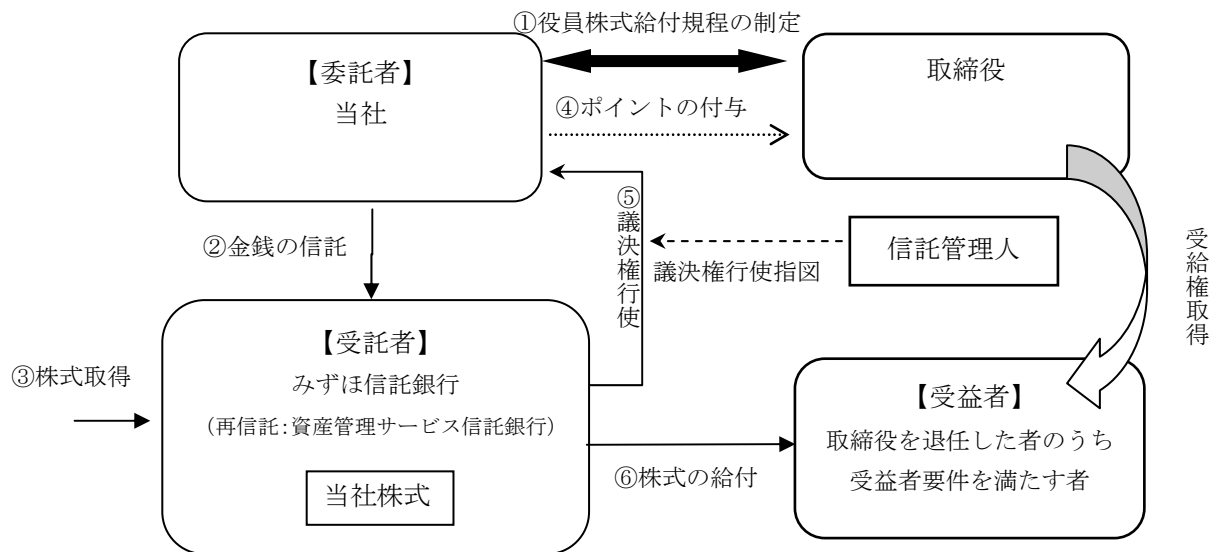 ①役員株式給付規程の制定
【委託者】
当社
取締役
④ポイントの付与
②金銭の信託
⑤議決権行使
議決権行使指図
信託管理人
受給権取得
③株式取得
【受託者】
みずほ信託銀行
(再信託:資産管理サービス信託銀行)
当社株式
⑥株式の給付
【受益者】
取締役を退任した者のうち
受益者要件を満たす者